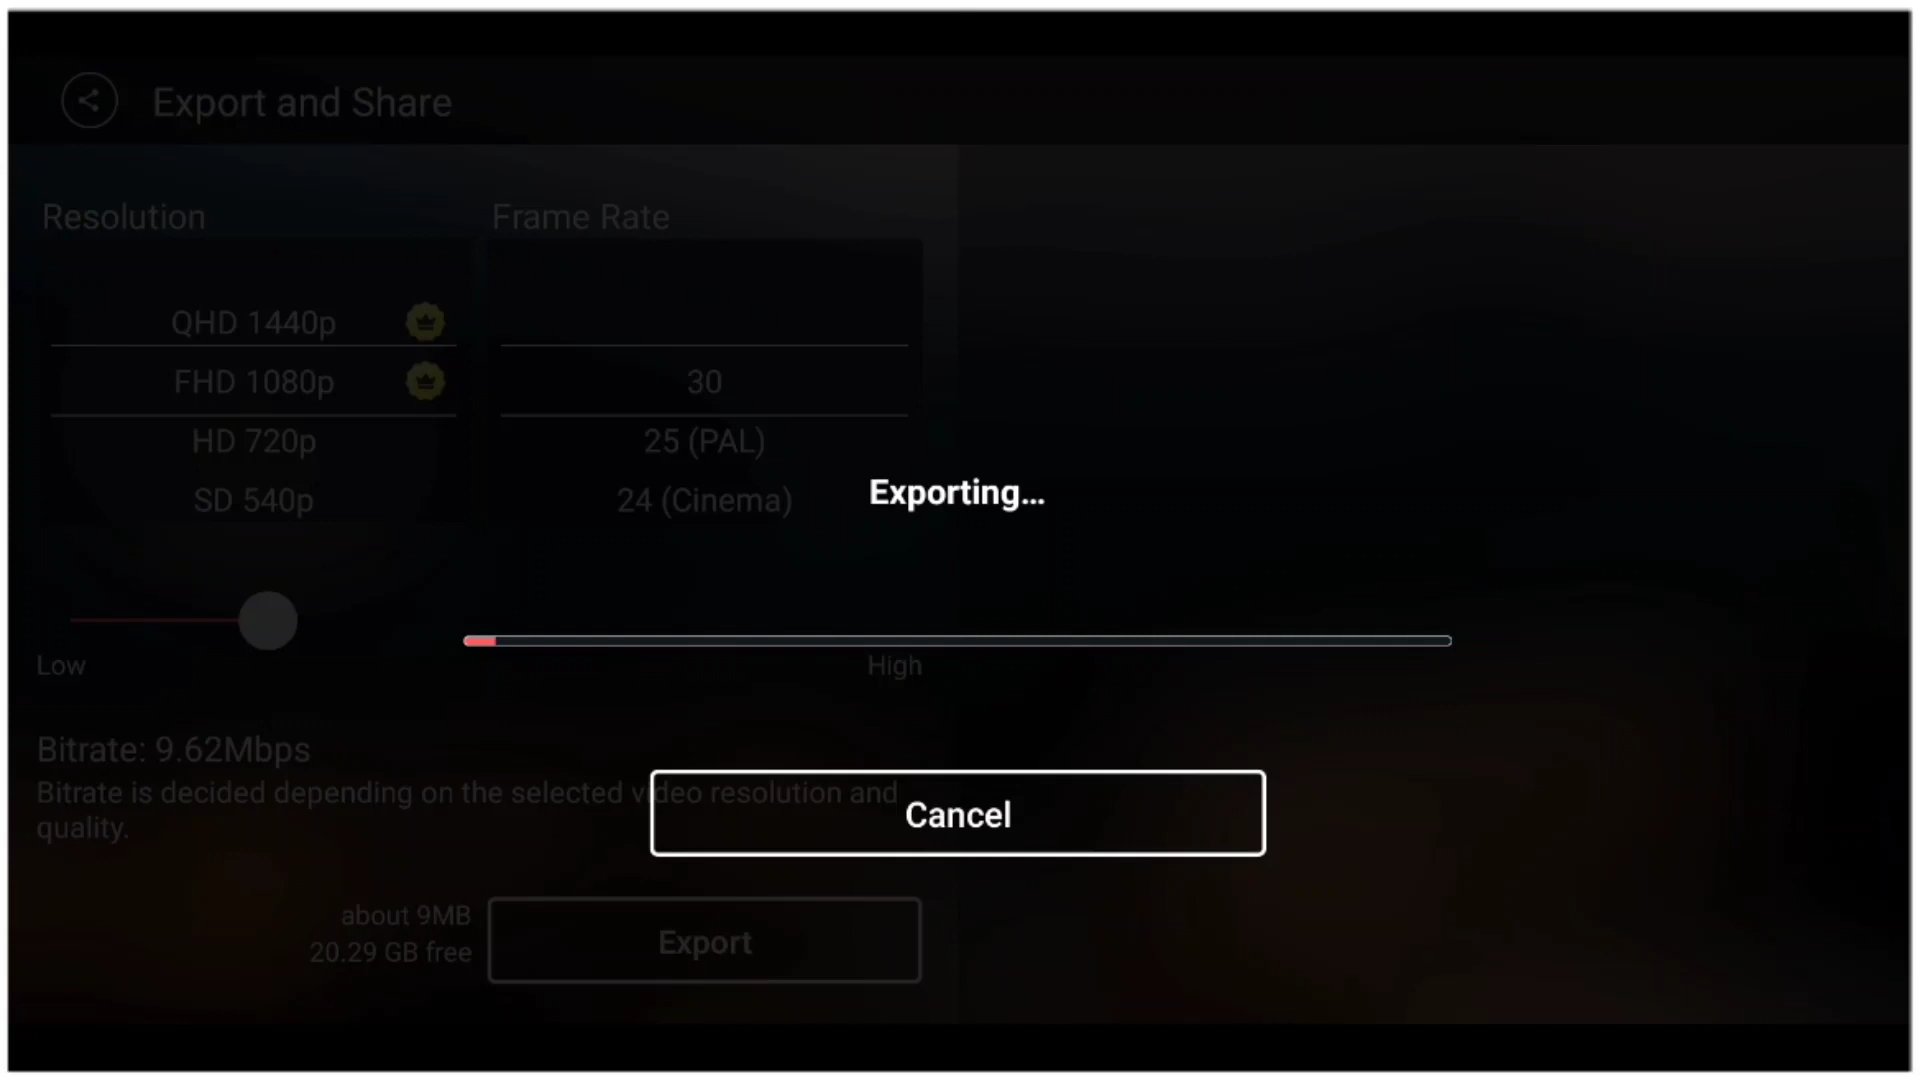 Export and Share
Resolution
Frame Rate
QHD 1440p
FHD 1080p
HD 720p
SD 540p
30
25 (PAL)
24 (Cinema)
Exporting...
Low
High
Bitrate: 9.62Mbps
Bitrate is decided depending on the selected video resolution and
quality.
Cancel
about 9MB
20.29 GB free
Export